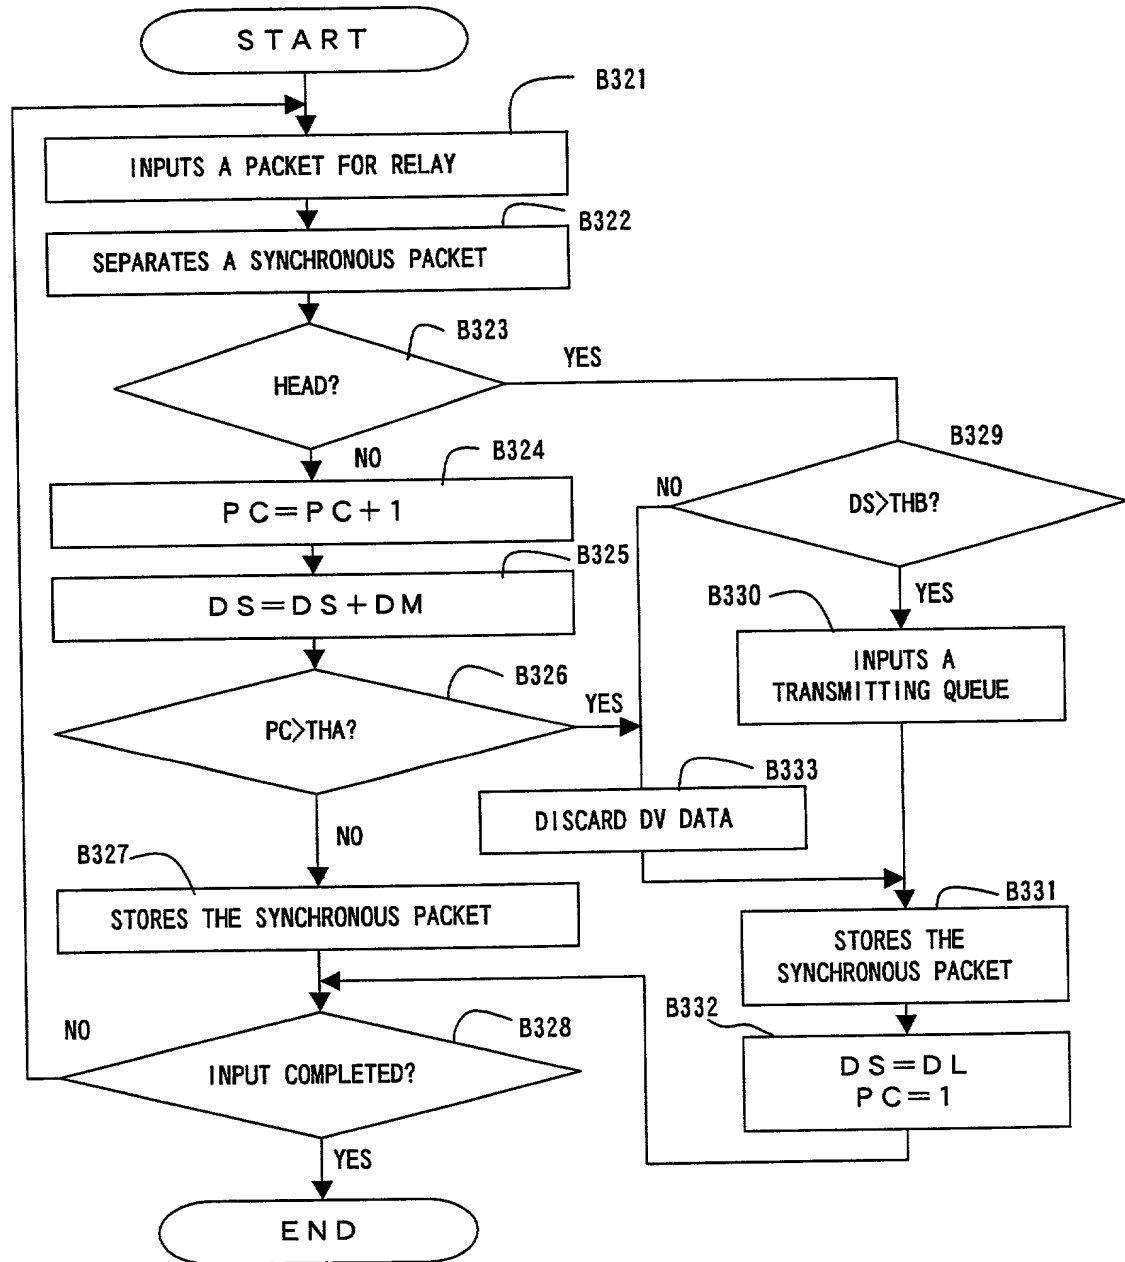 START
B321
INPUTS A PACKET FOR RELAY
B322
SEPARATES A SYNCHRONOUS PACKET
B323
YES
HEAD?
B329
NO
B324
NO
DS>THB?
PC=PC+1
B325
YES
B330
DS=DS+DM
INPUTS A
TRANSMITTING QUEUE
B326
YES
PC>THA?
B333
DISCARD DV DATA
NO
B327
B331
STORES THE SYNCHRONOUS PACKET
STORES THE
SYNCHRONOUS PACKET
B332
NO
B328
INPUT COMPLETED?
DS=DL
PC=1
YES
END